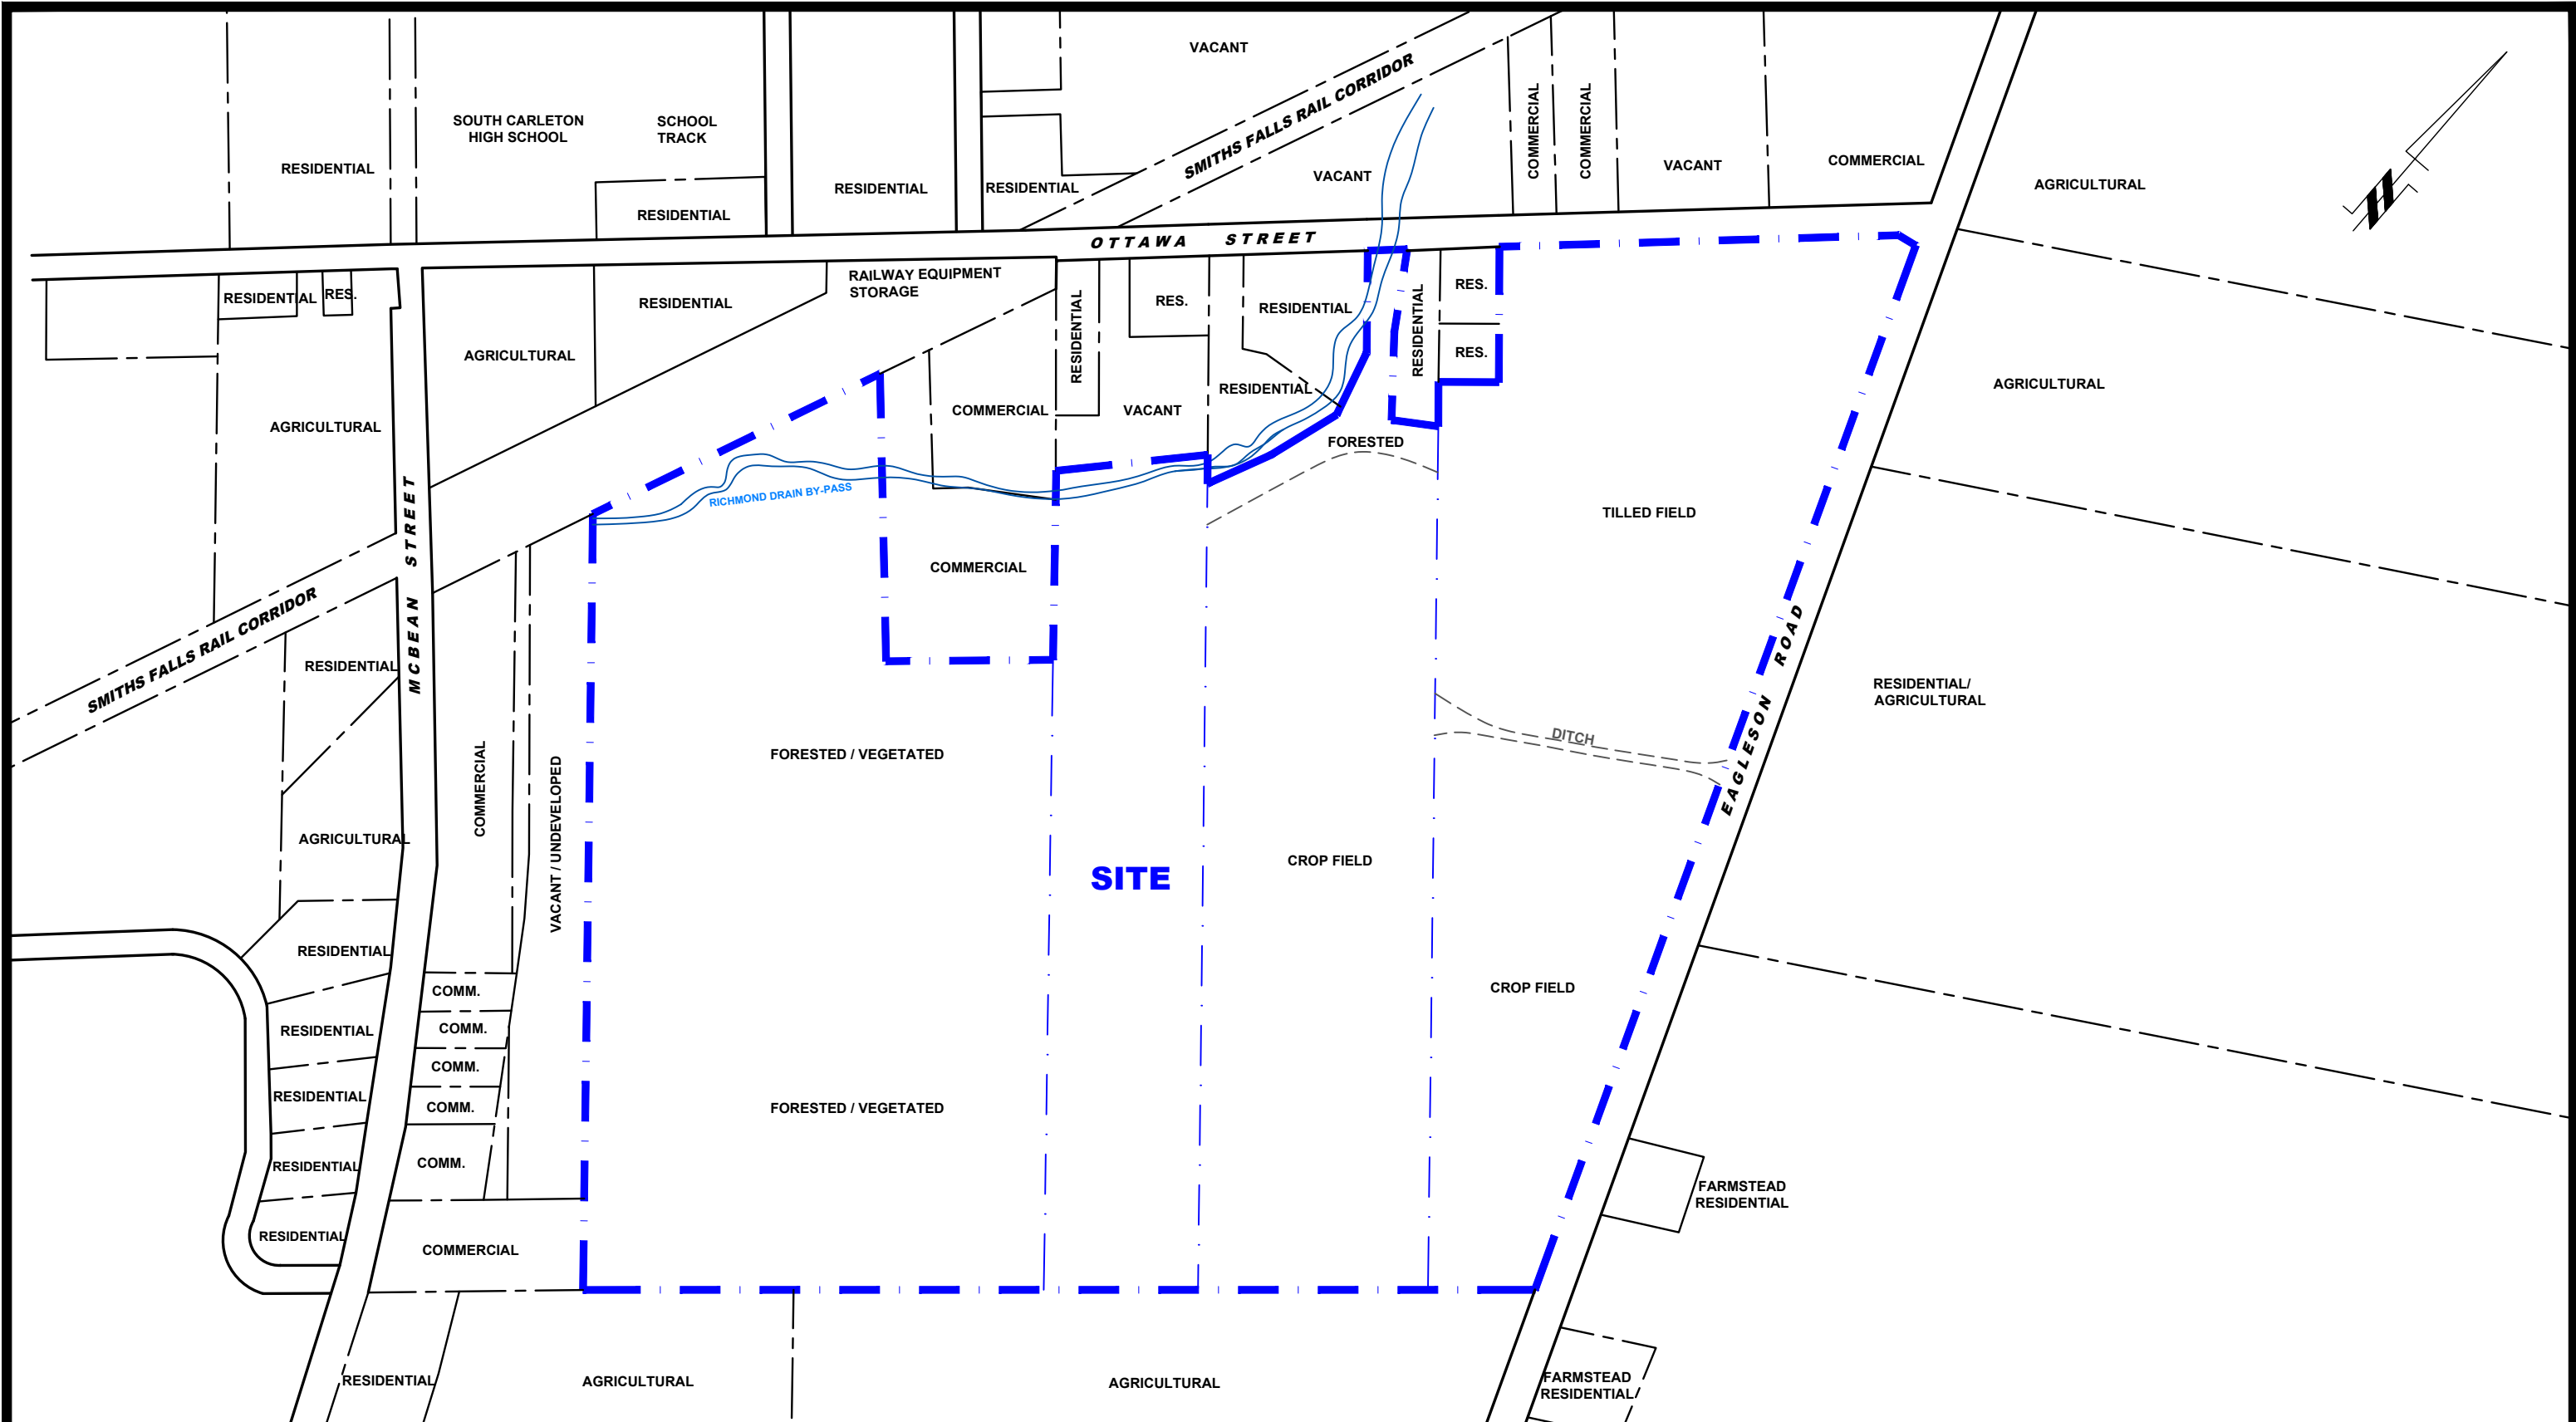 VACANT
SMITHS FALLS RAIL CORRIDOR
SOUTH CARLETON
HIGH SCHOOL
SCHOOL
TRACK
COMMERCIAL
COMMERCIAL
RESIDENTIAL
RESIDENTIAL
RESIDENTIAL
RESIDENTIAL
VACANT
VACANT
COMMERCIAL
AGRICULTURAL
RESIDENTIAL
OTTAWA STREET
RAILWAY EQUIPMENT
STORAGE
RESIDENTIAL
RES.
RESIDENTIAL
RESIDENTIAL
RES.
RESIDENTIAL
RESIDENTIAL
RES.
AGRICULTURAL
RES.
AGRICULTURAL
RESIDENTIAL
COMMERCIAL
VACANT
AGRICULTURAL
FORESTED
RICHMOND DRAIN BY-PASS
TILLED FIELD
MCBEAN STREET
COMMERCIAL
SMITHS FALLS RAIL CORRIDOR
RESIDENTIAL
EAGLESON ROAD
RESIDENTIAL/
AGRICULTURAL
DITCH
FORESTED / VEGETATED
COMMERCIAL
VACANT / UNDEVELOPED
AGRICULTURAL
SITE
CROP FIELD
RESIDENTIAL
COMM.
CROP FIELD
RESIDENTIAL
COMM.
COMM.
RESIDENTIAL
COMM.
FORESTED / VEGETATED
RESIDENTIAL
COMM.
FARMSTEAD
RESIDENTIAL
RESIDENTIAL
COMMERCIAL
RESIDENTIAL
AGRICULTURAL
AGRICULTURAL
FARMSTEAD
RESIDENTIAL